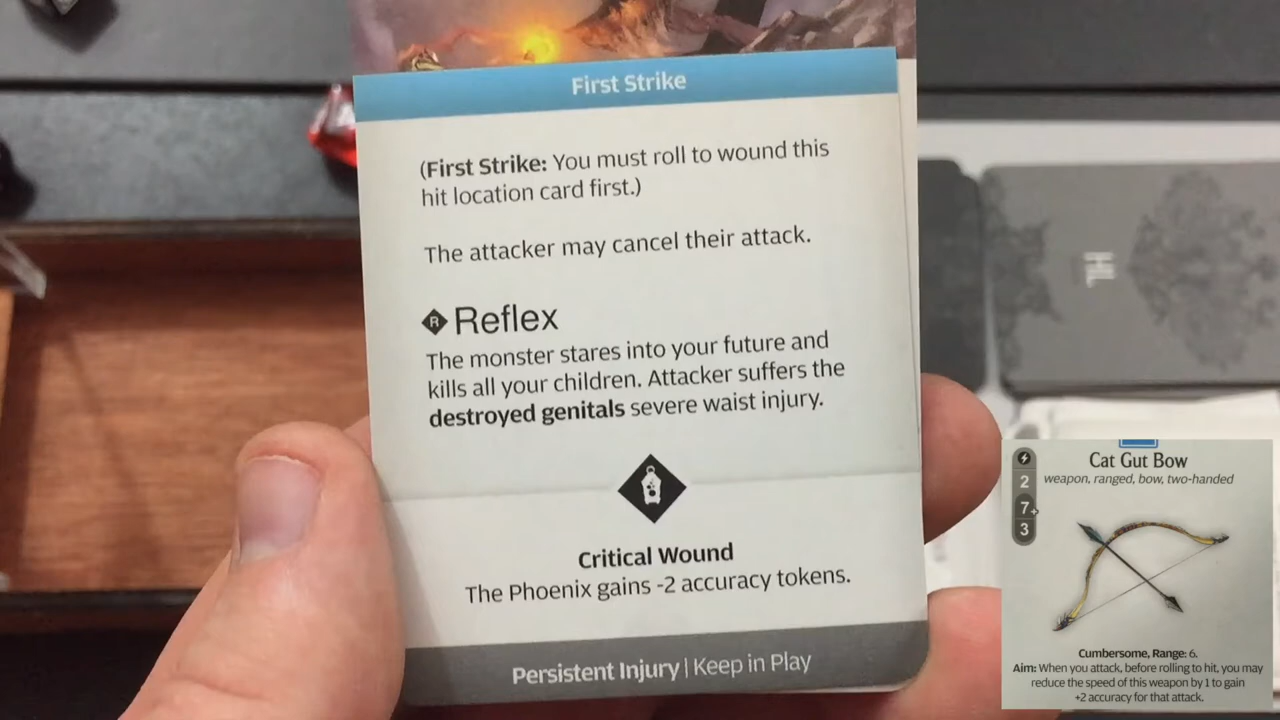 First Strike
(First Strike: You must roll to wound this
hit location card first.)
The attacker may cancel their attack.
R Reflex
The monster stares into your future and
kills all your children. Attacker suffers the
destroyed genitals severe waist injury.
Critical Wound
The Phoenix gains -2 accuracy tokens.
Persistent Injury | Keep in Play
HL
Cat Gut Bow
weapon, ranged, bow, two-handed
2
7+
3
Cumbersome, Range: 6.
Aim: When you attack, before rolling to hit, you may
reduce the speed of this weapon by 1 to gain
+2 accuracy for that attack.